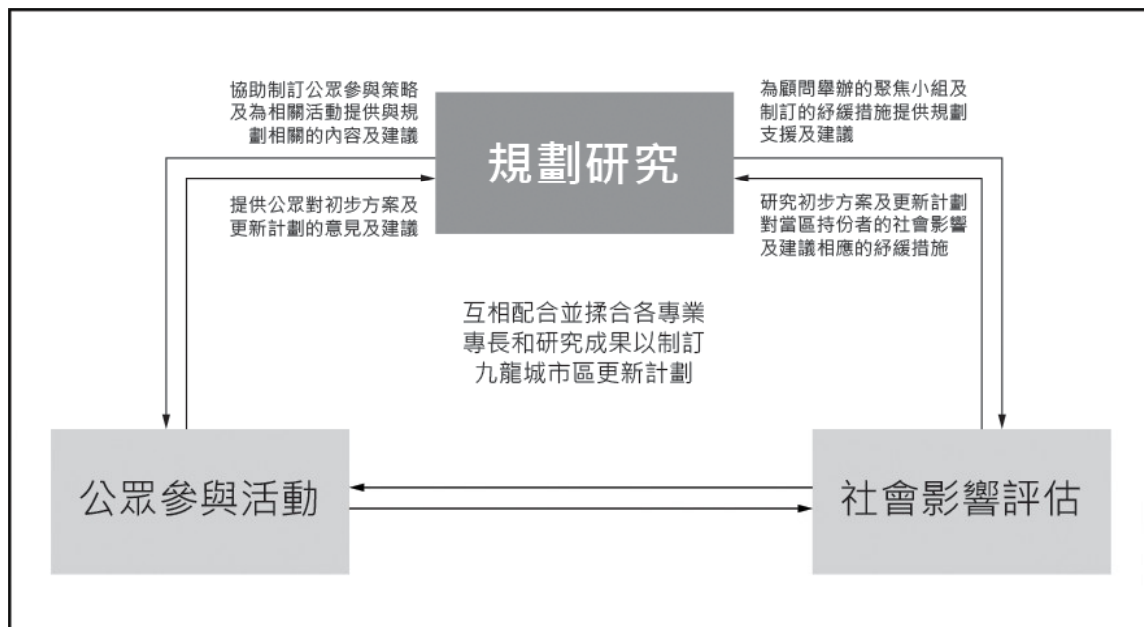 協助制訂公眾參與策略
及為相關活動提供與規
劃相關的內容及建議
規劃研究
為顧問舉辦的聚焦小組及
制訂的紓緩措施提供規劃
支援及建議
提供公眾對初步方案及
更新計劃的意見及建議
研究初步方案及更新計劃
對當區持份者的社會影響
及建議相應的紓緩措施
互相配合並揉合各專業
專長和研究成果以制訂
九龍城市區更新計劃
公眾參與活動
社會影響評估